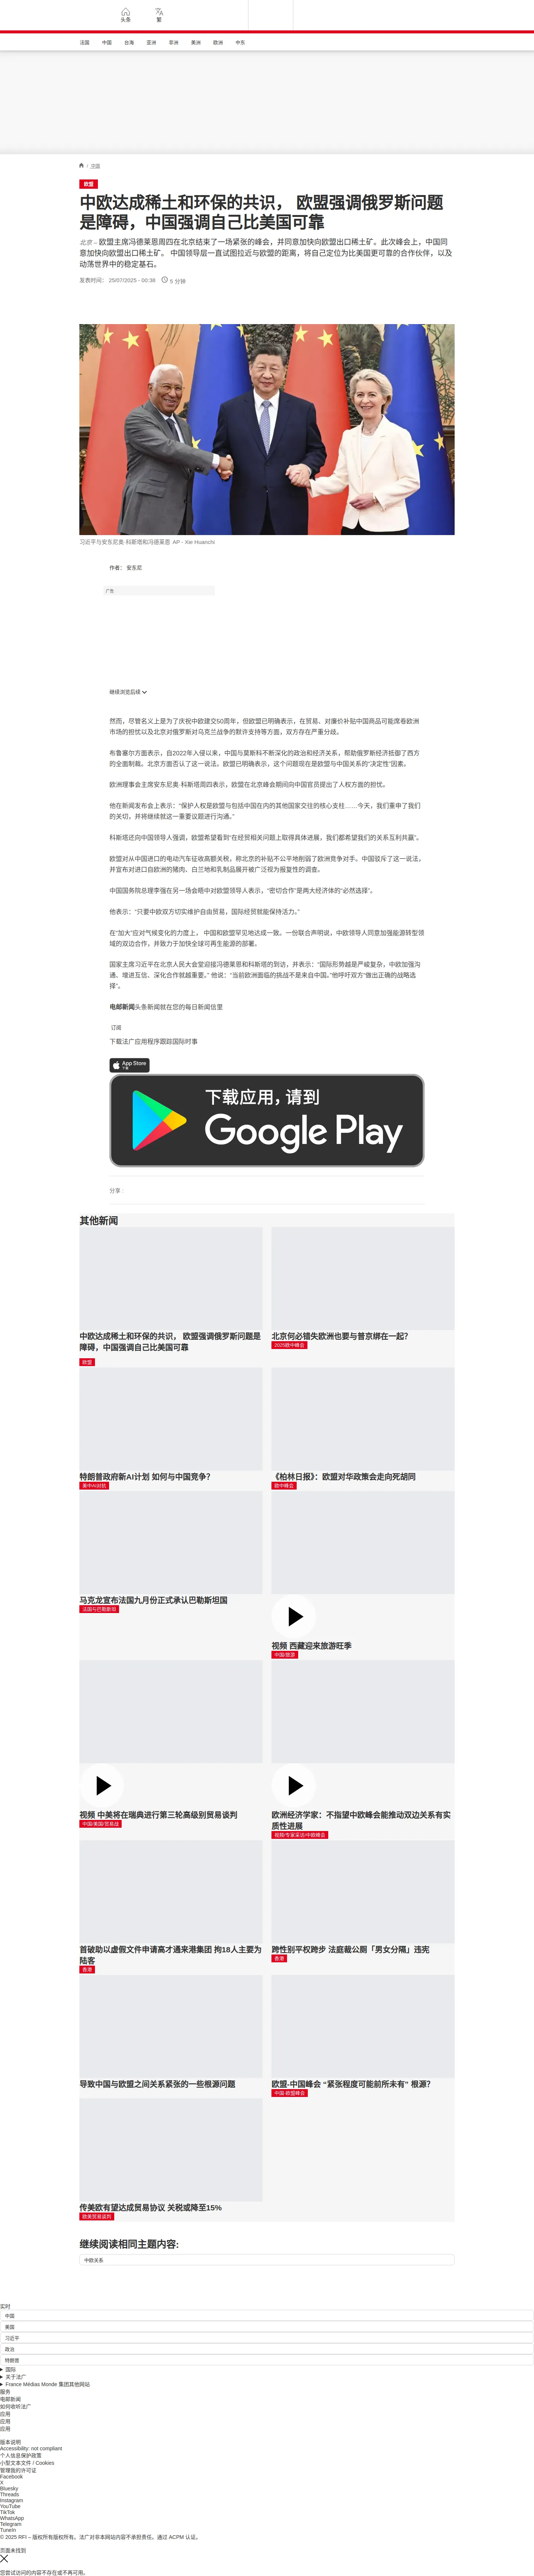 头条
繁
法国
中国
台海
亚洲
非洲
美洲
欧洲
中东
/ 中国
欧盟
中欧达成稀土和环保的共识， 欧盟强调俄罗斯问题
是障碍，中国强调自己比美国可靠
北京 – 欧盟主席冯德莱恩周四在北京结束了一场紧张的峰会，并同意加快向欧盟出口稀土矿。此次峰会上，中国同
意加快向欧盟出口稀土矿。 中国领导层一直试图拉近与欧盟的距离，将自己定位为比美国更可靠的合作伙伴，以及
动荡世界中的稳定基石。
发表时间： 25/07/2025 - 00:38
5 分钟
习近平与安东尼奥·科斯塔和冯德莱恩 AP - Xie Huanchi
作者： 安东尼
广告
继续浏览后续
然而，尽管名义上是为了庆祝中欧建交50周年，但欧盟已明确表示，在贸易、对廉价补贴中国商品可能席卷欧洲
市场的担忧以及北京对俄罗斯对乌克兰战争的默许支持等方面，双方存在严重分歧。
布鲁塞尔方面表示，自2022年入侵以来，中国与莫斯科不断深化的政治和经济关系，帮助俄罗斯经济抵御了西方
的全面制裁。北京方面否认了这一说法。欧盟已明确表示，这个问题现在是欧盟与中国关系的“决定性”因素。
欧洲理事会主席安东尼奥·科斯塔周四表示，欧盟在北京峰会期间向中国官员提出了人权方面的担忧。
他在新闻发布会上表示：“保护人权是欧盟与包括中国在内的其他国家交往的核心支柱……今天，我们重申了我们
的关切，并将继续就这一重要议题进行沟通。”
科斯塔还向中国领导人强调，欧盟希望看到“在经贸相关问题上取得具体进展，我们都希望我们的关系互利共赢”。
欧盟对从中国进口的电动汽车征收高额关税，称北京的补贴不公平地削弱了欧洲竞争对手。中国驳斥了这一说法，
并宣布对进口自欧洲的猪肉、白兰地和乳制品展开被广泛视为报复性的调查。
中国国务院总理李强在另一场会晤中对欧盟领导人表示，“密切合作”是两大经济体的“必然选择”。
他表示：“只要中欧双方切实维护自由贸易，国际经贸就能保持活力。”
在“加大”应对气候变化的力度上， 中国和欧盟罕见地达成一致。一份联合声明说，中欧领导人同意加强能源转型领
域的双边合作，并致力于加快全球可再生能源的部署。
国家主席习近平在北京人民大会堂迎接冯德莱恩和科斯塔的到访，并表示：“国际形势越是严峻复杂，中欧加强沟
通、增进互信、深化合作就越重要。” 他说：“当前欧洲面临的挑战不是来自中国。”他呼吁双方“做出正确的战略选
择”。
电邮新闻头条新闻就在您的每日新闻信里
订阅
下载法广应用程序跟踪国际时事
App Store
下载
下载应用，请到
Google Play
分享 :
其他新闻
中欧达成稀土和环保的共识， 欧盟强调俄罗斯问题是
障碍，中国强调自己比美国可靠
欧盟
北京何必错失欧洲也要与普京绑在一起？
2025欧中峰会
特朗普政府新AI计划 如何与中国竞争？
美中AI对抗
《柏林日报》：欧盟对华政策会走向死胡同
欧中峰会
马克龙宣布法国九月份正式承认巴勒斯坦国
法国与巴勒斯坦
视频 西藏迎来旅游旺季
中国/旅游
视频 中美将在瑞典进行第三轮高级别贸易谈判
中国/美国/贸易战
欧洲经济学家：不指望中欧峰会能推动双边关系有实
质性进展
视频/专家采访/中欧峰会
首破助以虚假文件申请高才通来港集团 拘18人主要为
陆客
香港
跨性别平权跨步 法庭裁公厕「男女分隔」违宪
香港
导致中国与欧盟之间关系紧张的一些根源问题
欧盟-中国峰会 “紧张程度可能前所未有” 根源？
中国-欧盟峰会
传美欧有望达成贸易协议 关税或降至15%
欧美贸易谈判
继续阅读相同主题内容:
中欧关系
实时
中国
美国
习近平
政治
特朗普
国际
关于法广
France Médias Monde 集团其他网站
服务
电邮新闻
如何收听法广
应用
应用
应用
版本说明
Accessibility: not compliant
个人信息保护政策
小型文本文件 / Cookies
管理我的许可证
Facebook
X
Bluesky
Threads
Instagram
YouTube
TikTok
WhatsApp
Telegram
TuneIn
© 2025 RFI – 版权所有版权所有。法广对非本网站内容不承担责任。通过 ACPM 认证。
页面未找到
您尝试访问的内容不存在或不再可用。